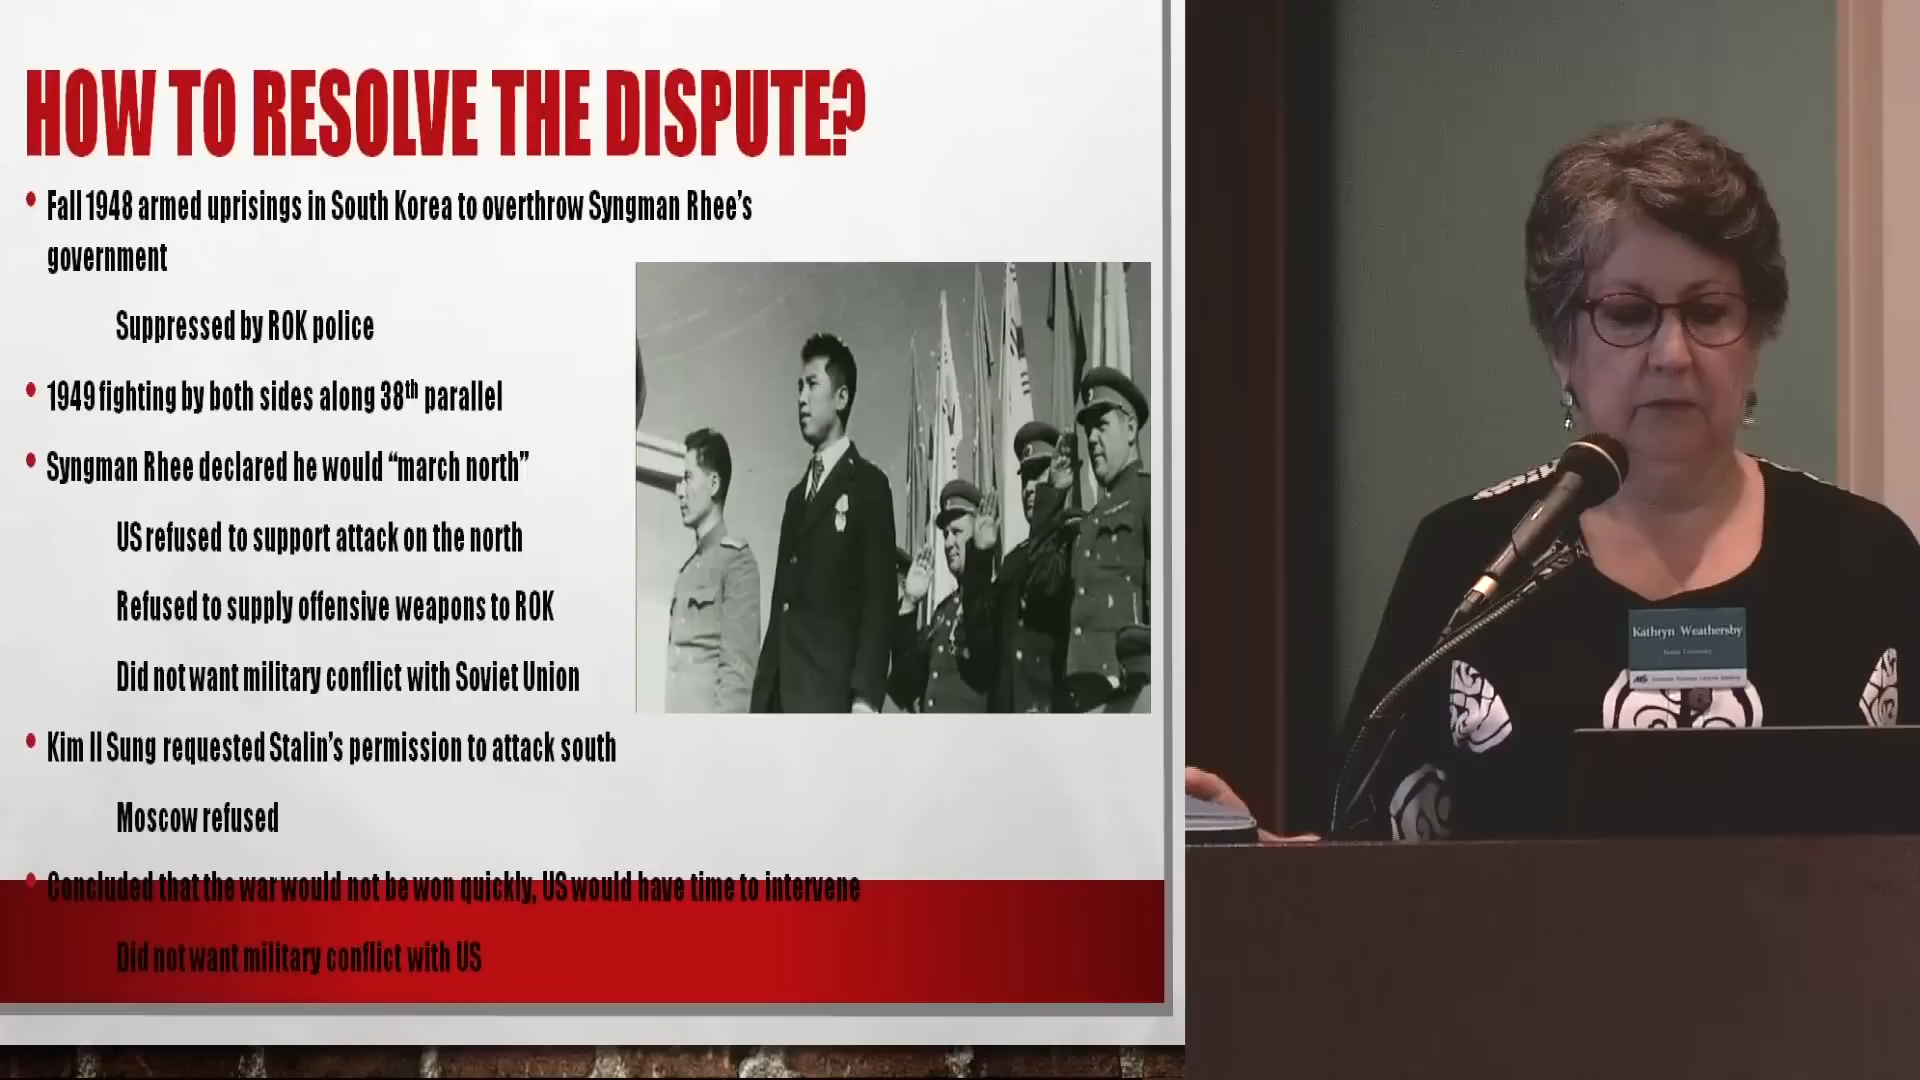 HOW TO RESOLVE THE DISPUTE?
• Fall 1948 armed uprisings in South Korea to overthrow Syngman Rhee's
government
Suppressed by ROK police
• 1949 fighting by both sides along 38th parallel
• Syngman Rhee declared he would “march north”
US refused to support attack on the north
Refused to supply offensive weapons to ROK
Did not want military conflict with Soviet Union
• Kim Il Sung requested Stalin's permission to attack south
Moscow refused
• Concluded that the war would not be won quickly, US would have time to intervene
Did not want military conflict with US
Kathryn Weathersby